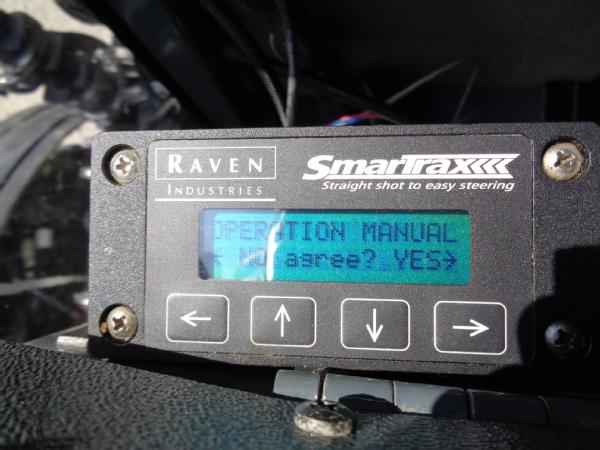 RAVEN
INDUSTRIES
SmarTrax
Straight shot to easy steering
OPERATION MANUAL
NO agree? YES→
← ↑ ↓ →